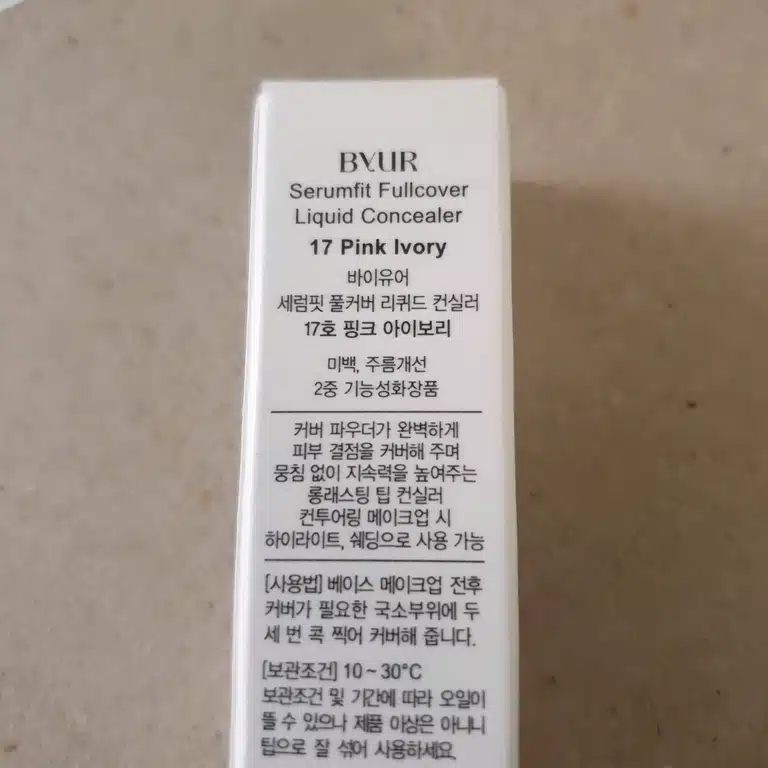 BYUR
Serumfit Fullcover
Liquid Concealer
17 Pink Ivory
바이유어
세럼핏 풀커버 리퀴드 컨실러
17호 핑크 아이보리
미백, 주름개선
2중 기능성화장품
커버 파우더가 완벽하게
피부 결점을 커버해 주며
뭉침 없이 지속력을 높여주는
롱래스팅 팁 컨실러
컨투어링 메이크업 시
하이라이트, 쉐딩으로 사용 가능
[사용법] 베이스 메이크업 전후
커버가 필요한 국소부위에 두
세 번 콕 찍어 커버해 줍니다.
[보관조건] 10 ~ 30°C
보관조건 및 기간에 따라 오일이
뜰 수 있으나 제품 이상은 아니니
팁으로 잘 섞어 사용하세요.